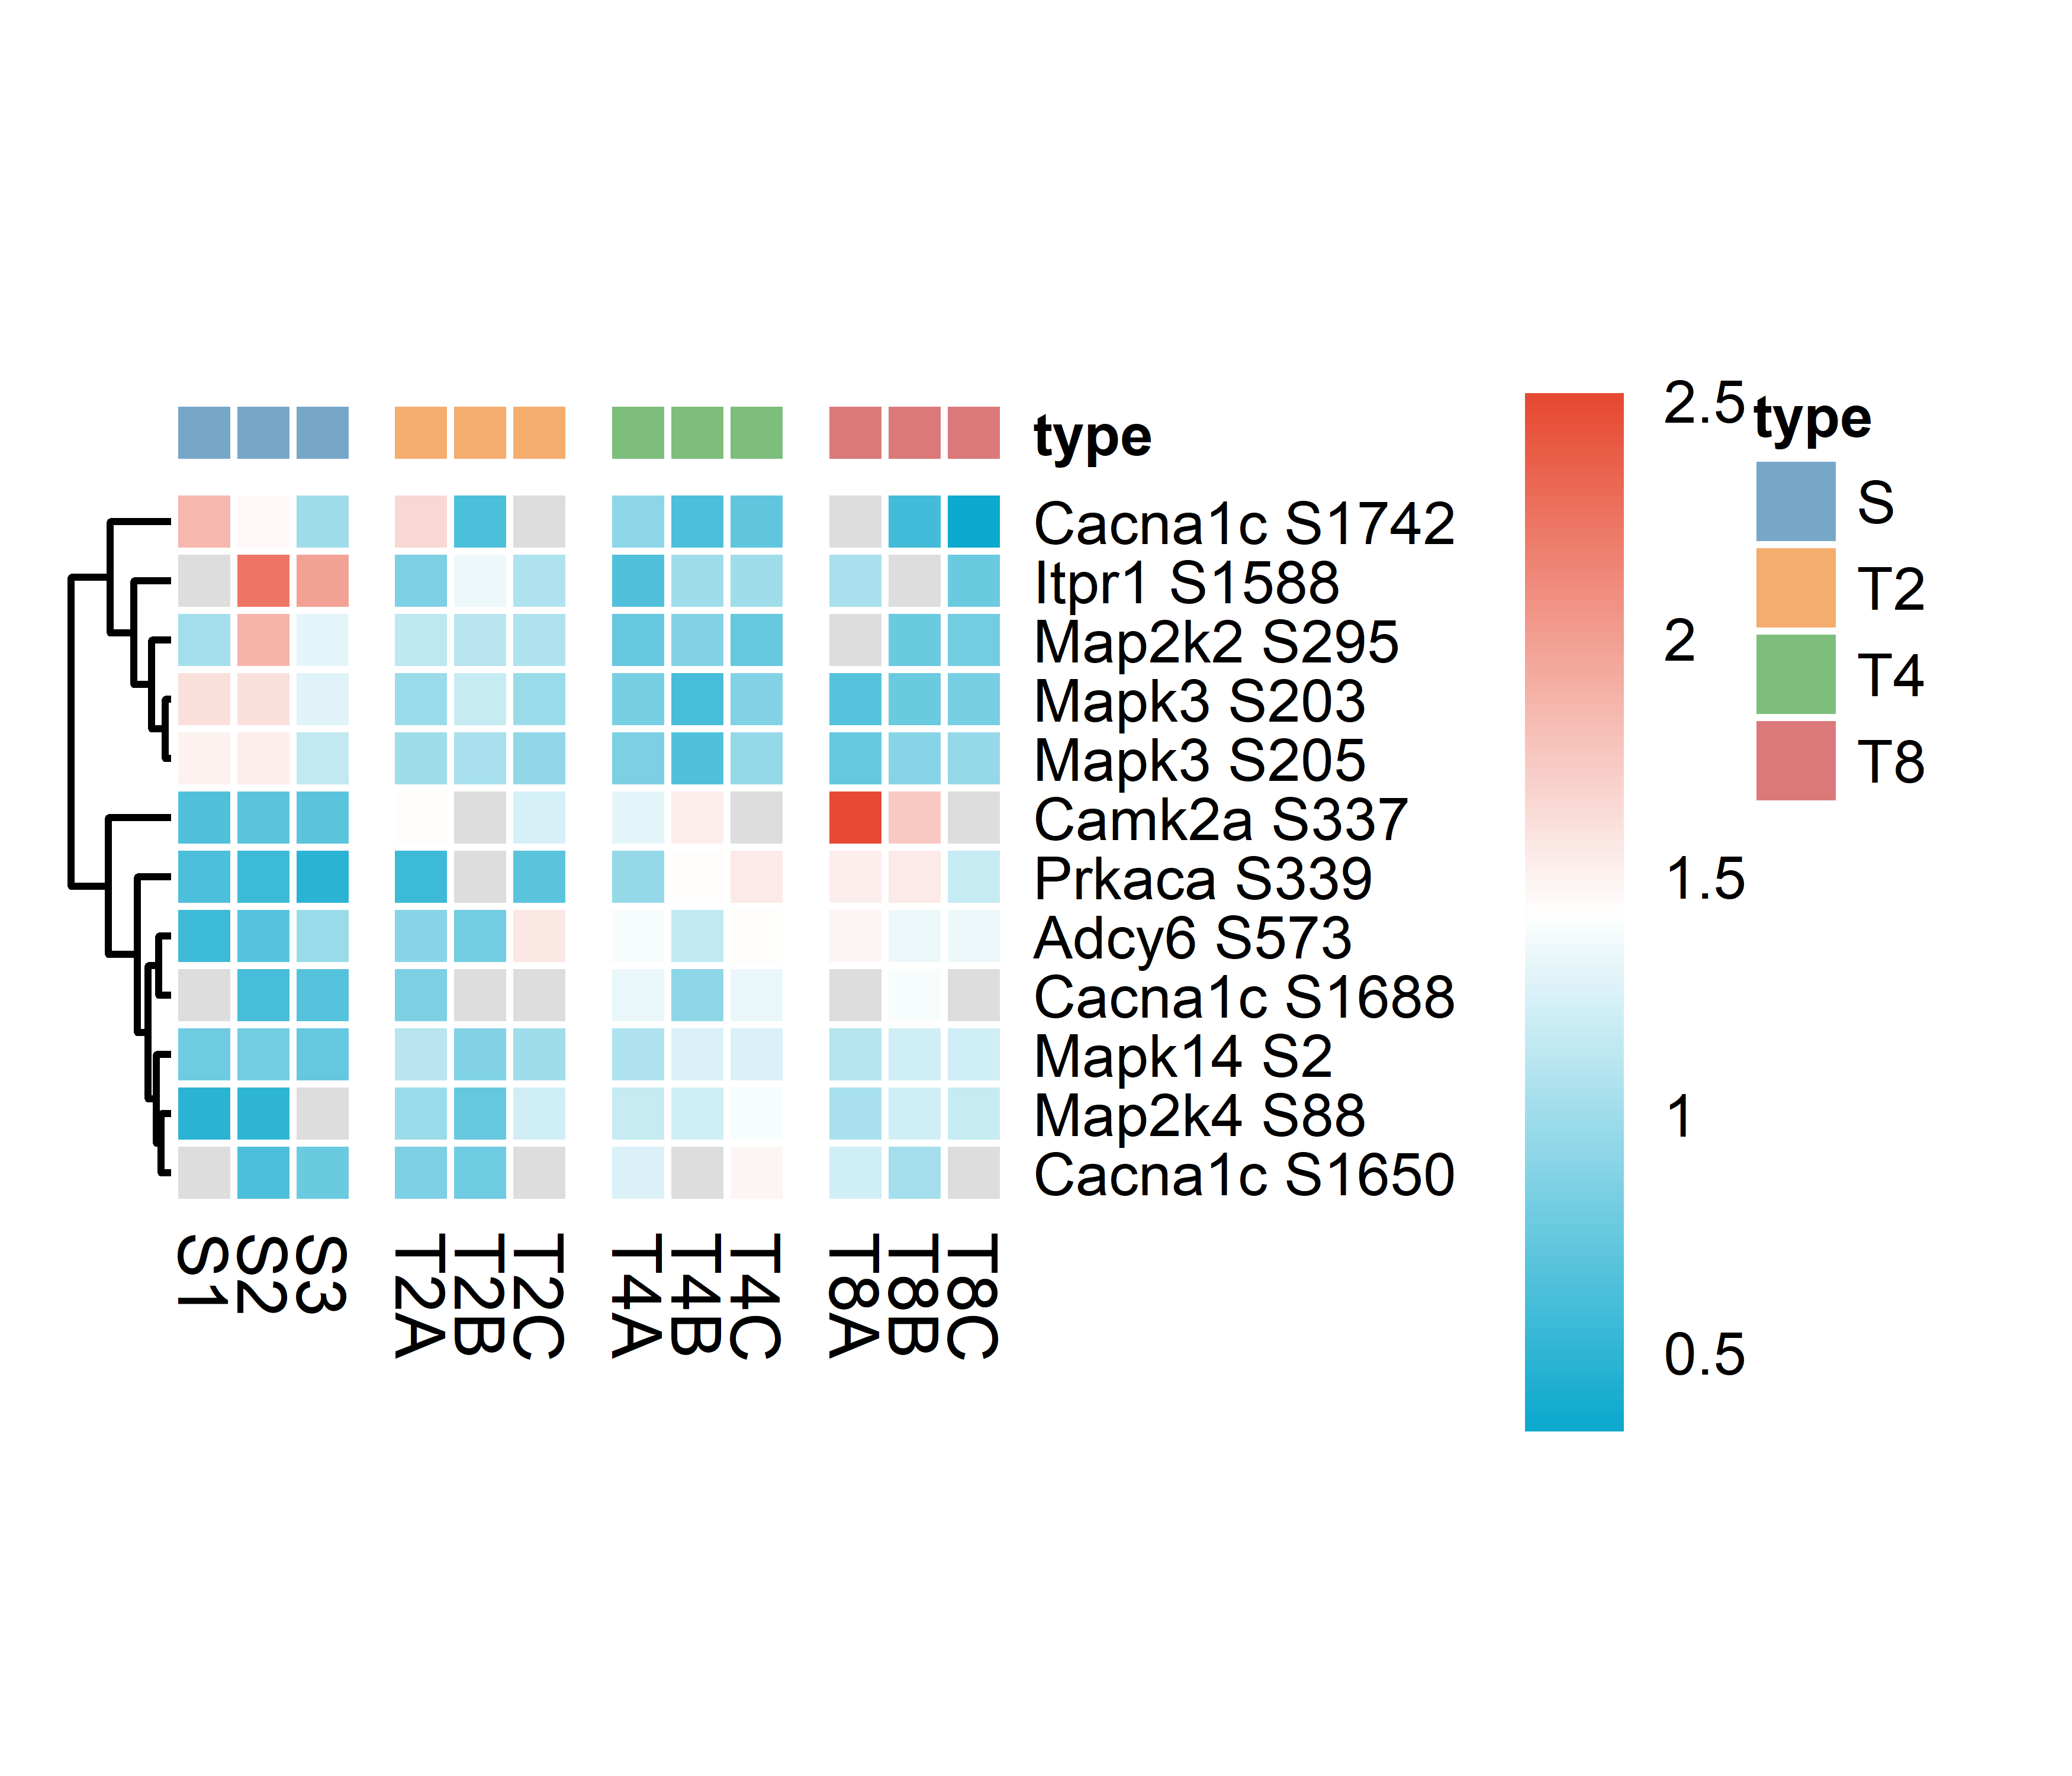 type
Cacna1c S1742
Itpr1 S1588
Map2k2 S295
Mapk3 S203
Mapk3 S205
Camk2a S337
Prkaca S339
Adcy6 S573
Cacna1c S1688
Mapk14 S2
Map2k4 S88
Cacna1c S1650
S1
S2
S3
T2A
T2B
T2C
T4A
T4B
T4C
T8A
T8B
T8C
2.5
2
1.5
1
0.5
type
S
T2
T4
T8